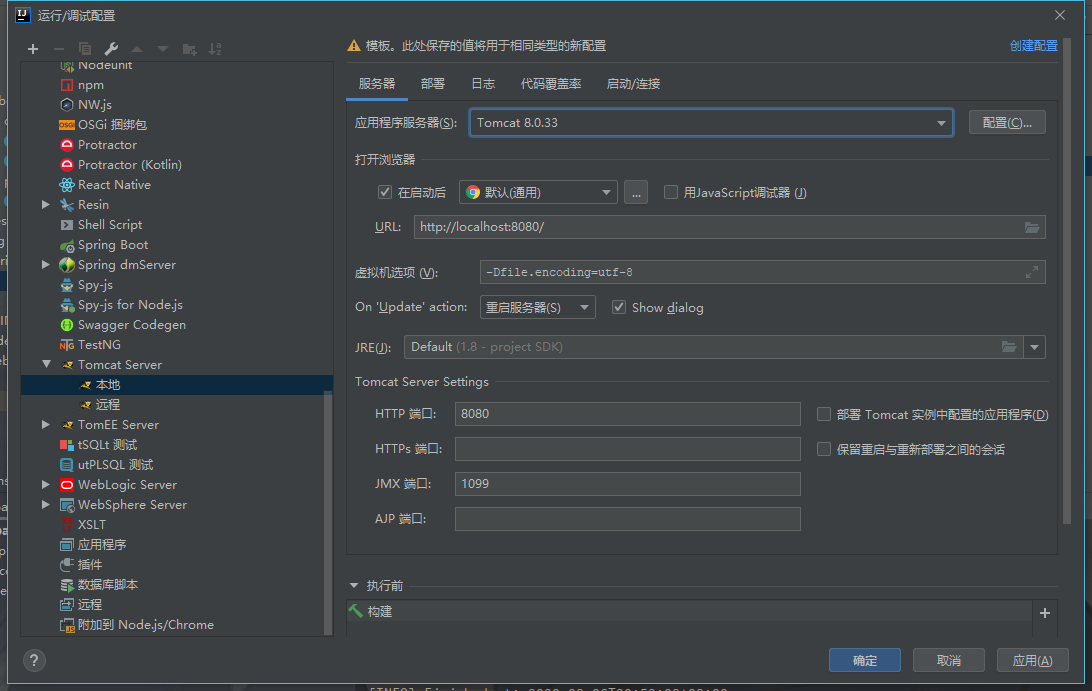 运行/调试配置
Nodeunit
npm
NW.js
OSGi 捆绑包
Protractor
Protractor (Kotlin)
React Native
Resin
Shell Script
Spring Boot
Spring dmServer
Spy-js
Spy-js for Node.js
Swagger Codegen
TestNG
Tomcat Server
本地
远程
TomEE Server
tSQLt 测试
utPLSQL 测试
WebLogic Server
WebSphere Server
XSLT
应用程序
插件
数据库脚本
远程
附加到 Node.js/Chrome
模板。此处保存的值将用于相同类型的新配置 创建配置
服务器 部署 日志 代码覆盖率 启动/连接
应用程序服务器(S): Tomcat 8.0.33 配置(C)...
打开浏览器
在启动后 默认(通用) ... 用JavaScript调试器 (J)
URL: http://localhost:8080/
虚拟机选项 (V): -Dfile.encoding=utf-8
On 'Update' action: 重启服务器(S) Show dialog
JRE(J): Default (1.8 - project SDK)
Tomcat Server Settings
HTTP 端口: 8080 部署 Tomcat 实例中配置的应用程序(D)
HTTPs 端口: 保留重启与重新部署之间的会话
JMX 端口: 1099
AJP 端口:
执行前
构建
? 确定 取消 应用(A)